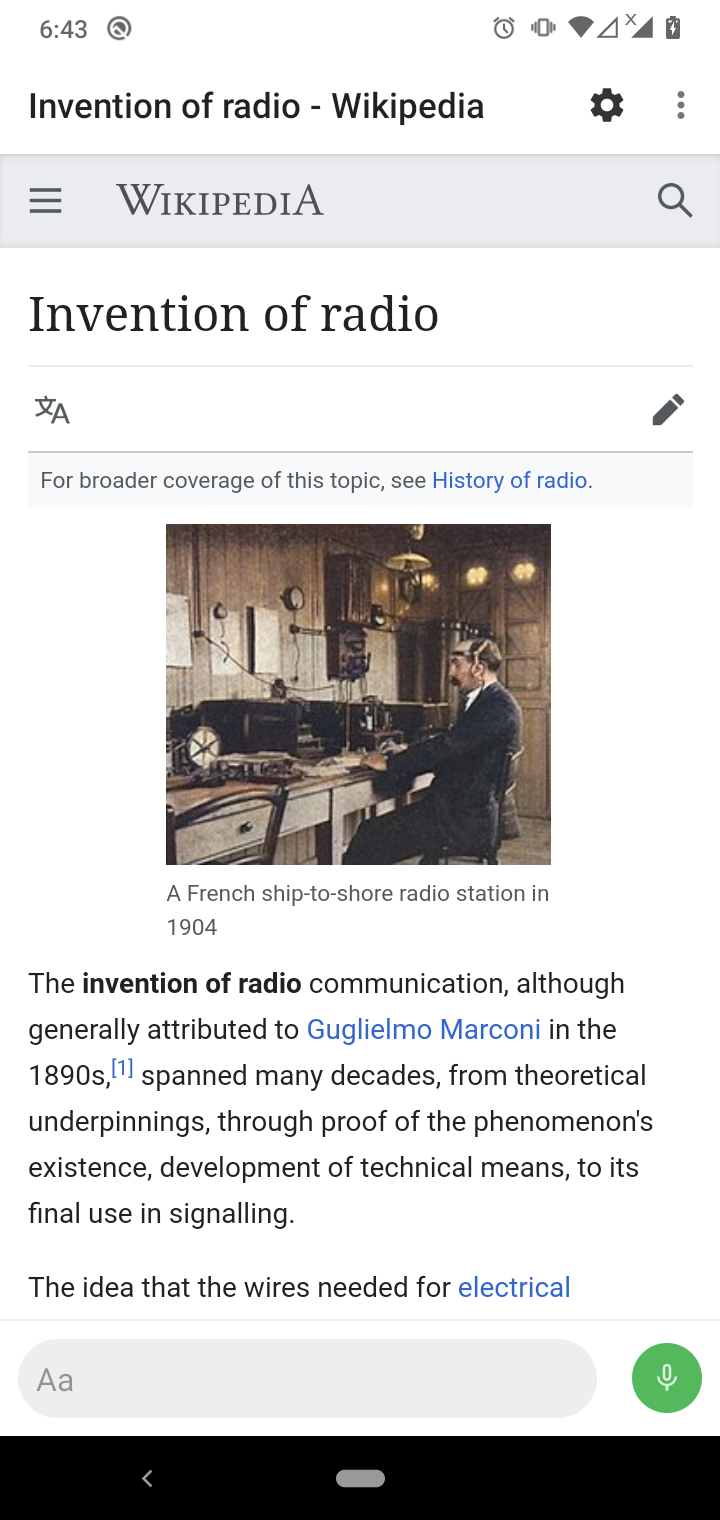 6:43
Invention of radio - Wikipedia
WIKIPEDIA
Invention of radio
文A
For broader coverage of this topic, see History of radio.
A French ship-to-shore radio station in
1904
The invention of radio communication, although
generally attributed to Guglielmo Marconi in the
1890s,[1] spanned many decades, from theoretical
underpinnings, through proof of the phenomenon's
existence, development of technical means, to its
final use in signalling.
The idea that the wires needed for electrical
Aa